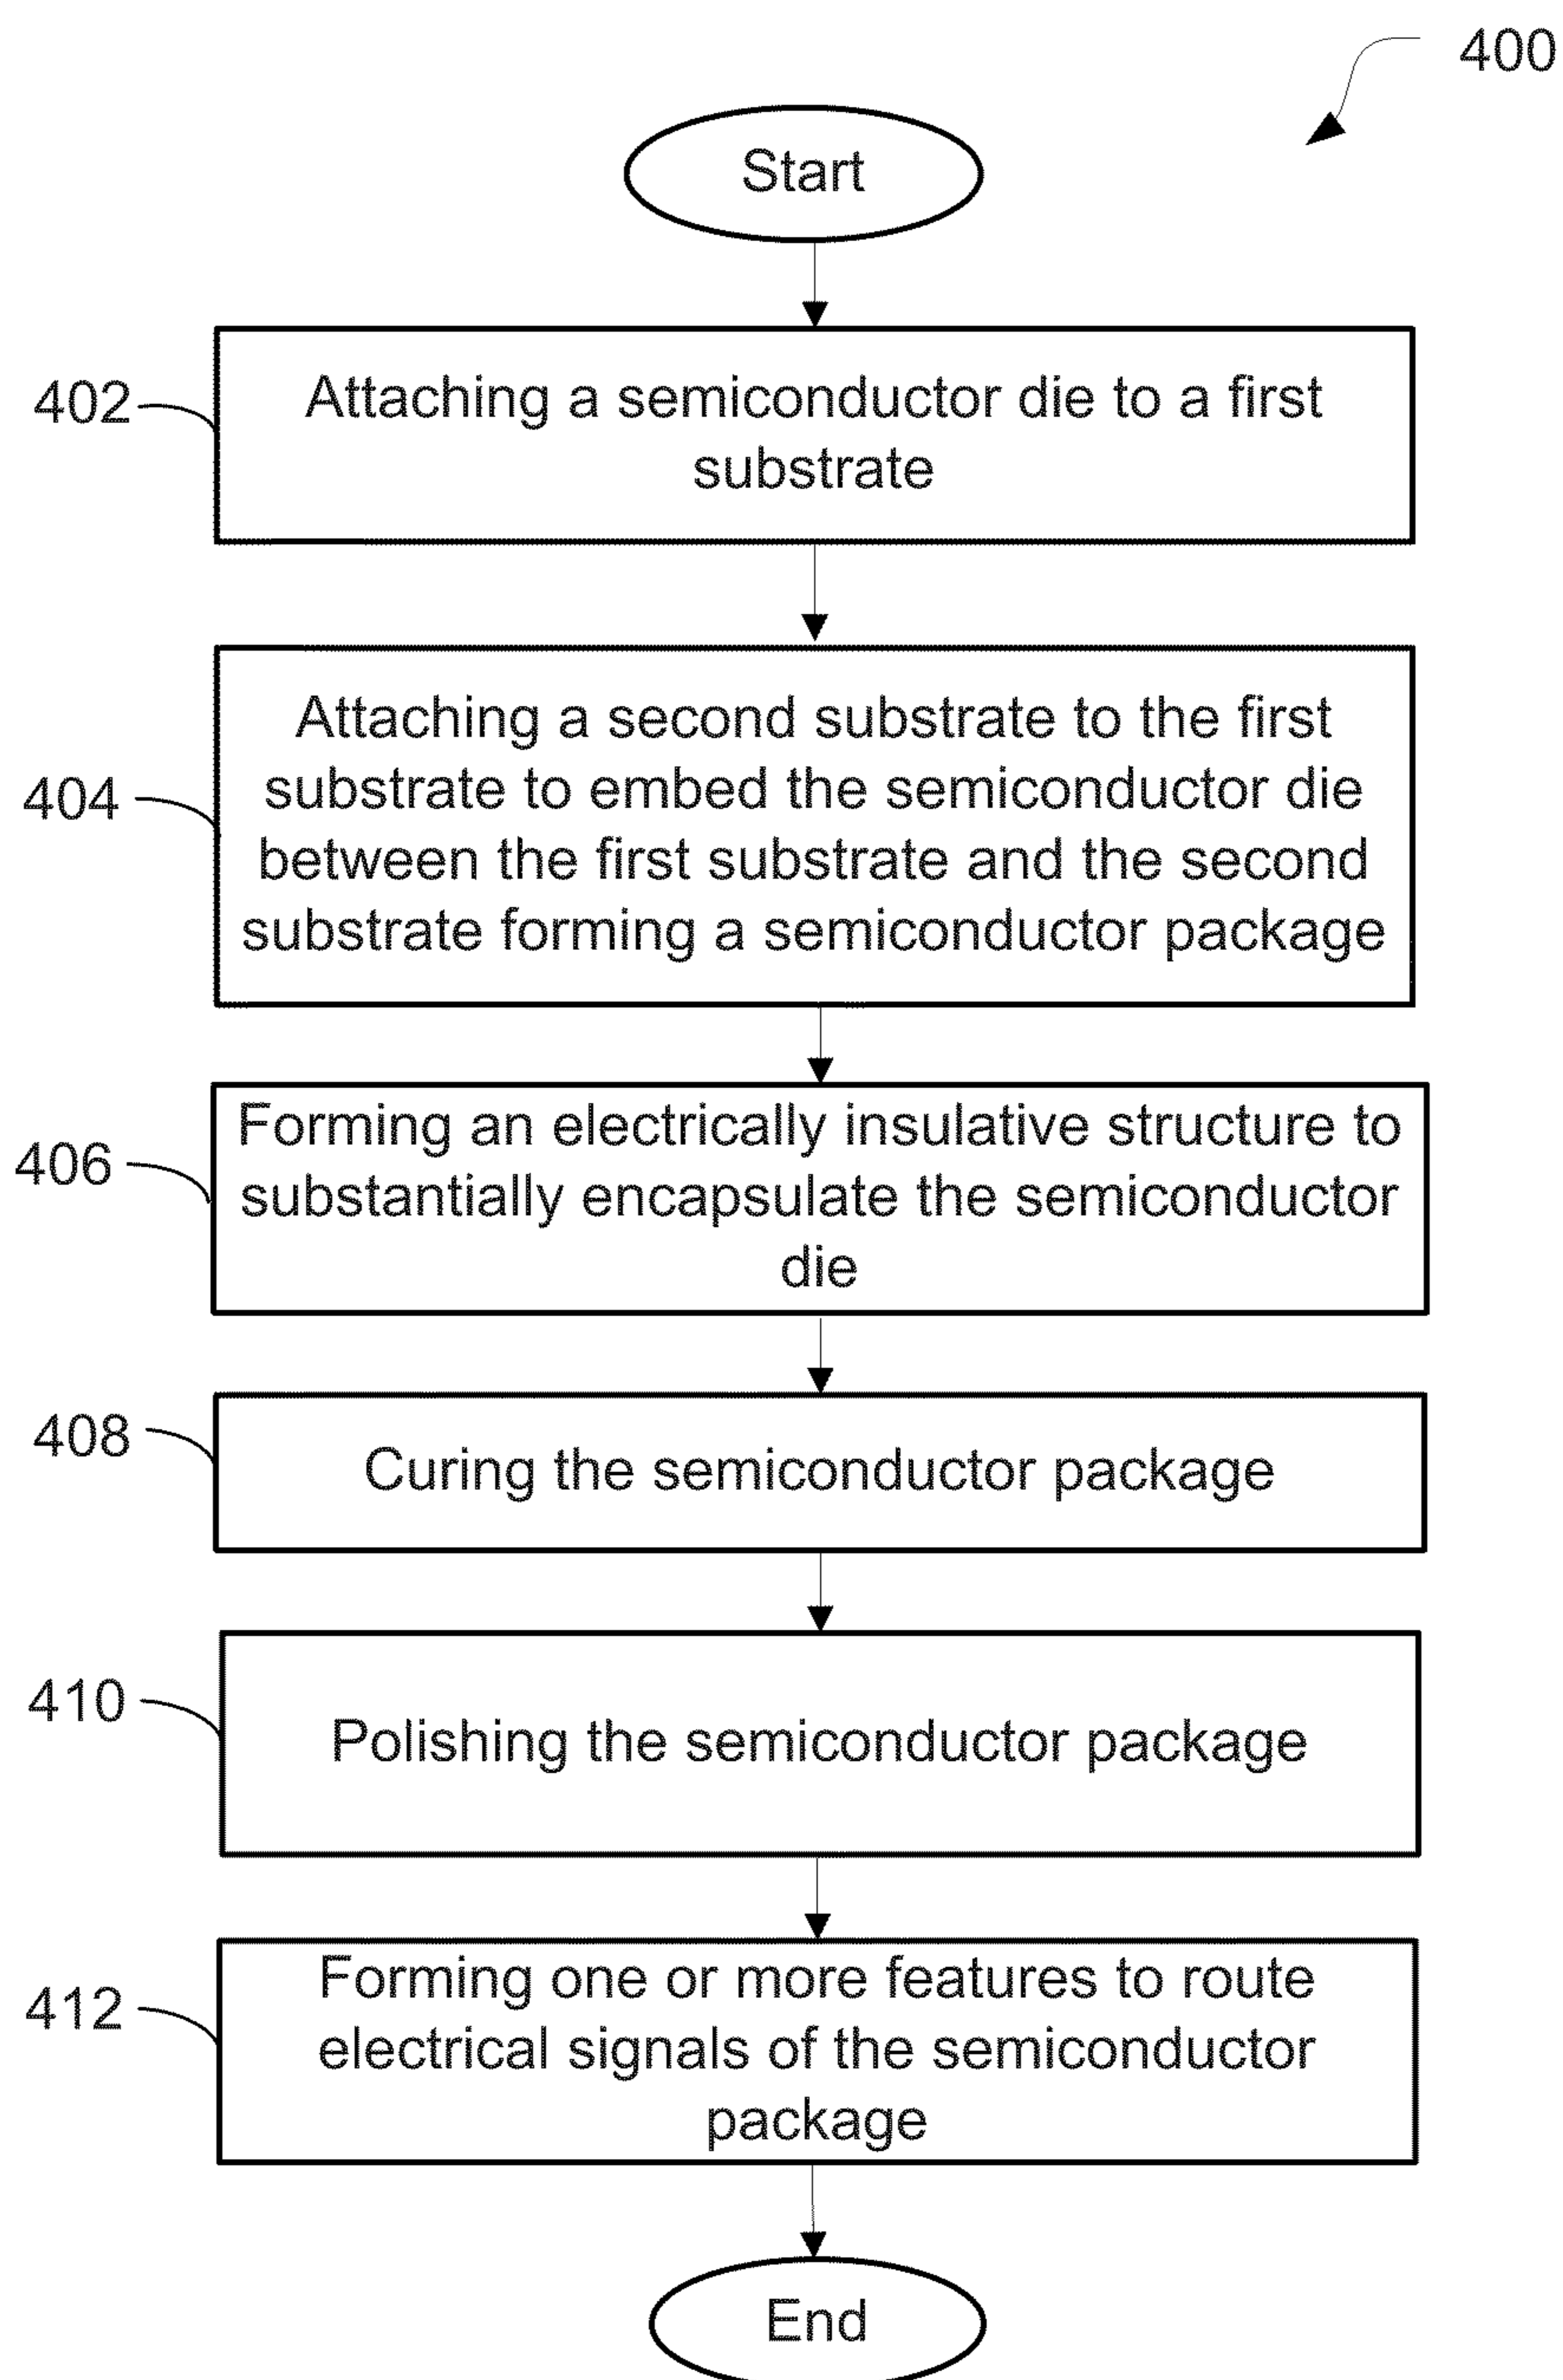 400
Start
402
Attaching a semiconductor die to a first
substrate
404
Attaching a second substrate to the first
substrate to embed the semiconductor die
between the first substrate and the second
substrate forming a semiconductor package
406
Forming an electrically insulative structure to
substantially encapsulate the semiconductor
die
408
Curing the semiconductor package
410
Polishing the semiconductor package
412
Forming one or more features to route
electrical signals of the semiconductor
package
End